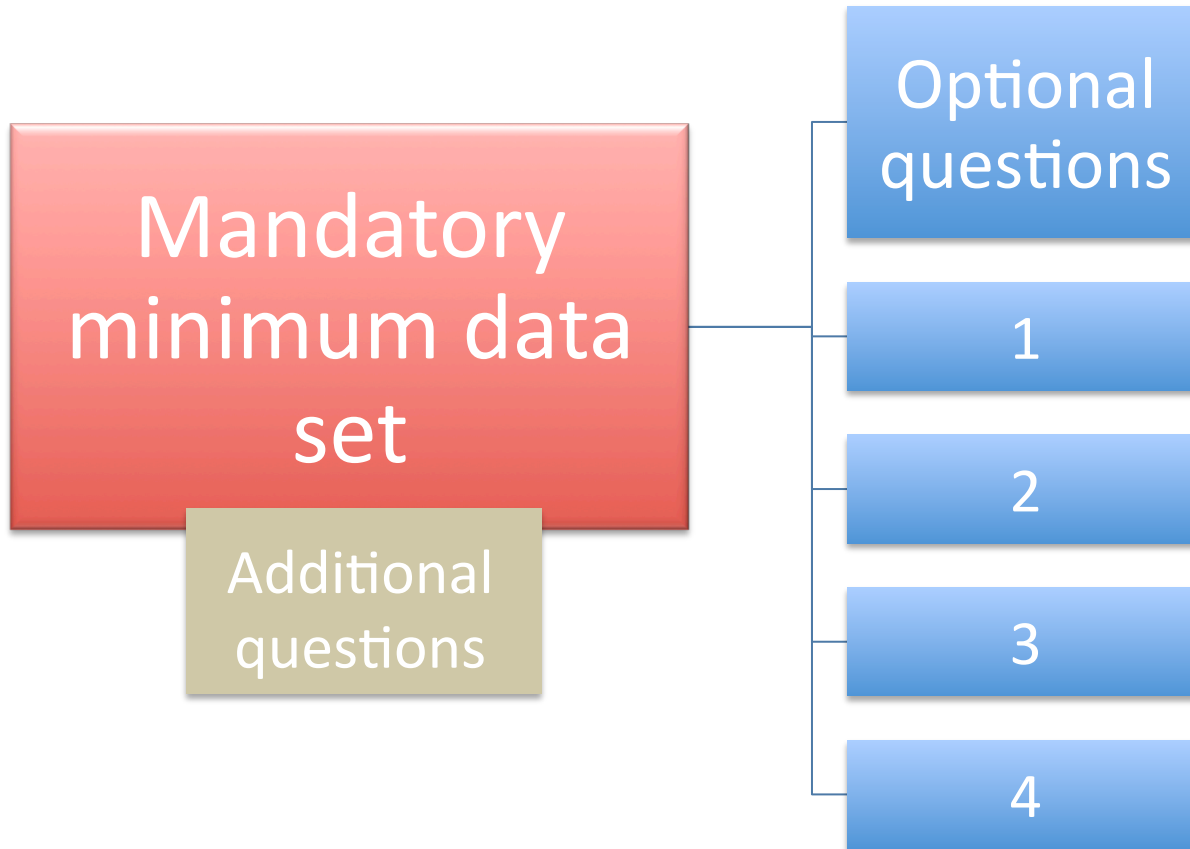 Mandatory
minimum data
set
Additional
questions
Optional
questions
1
2
3
4